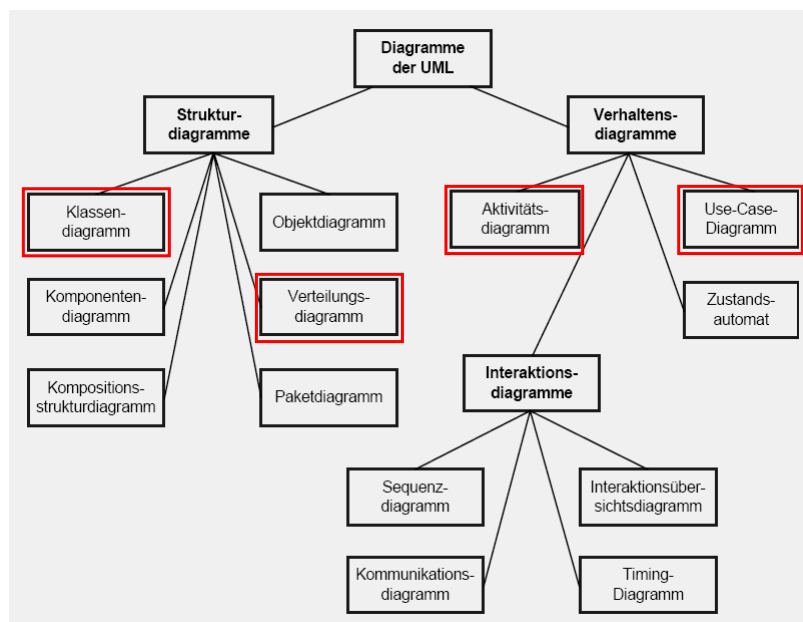 Diagramme
der UML
Struktur-
diagramme
Verhaltens-
diagramme
Klassen-
diagramm
Objektdiagramm
Aktivitäts-
diagramm
Use-Case-
Diagramm
Komponenten-
diagramm
Verteilungs-
diagramm
Zustands-
automat
Kompositions-
strukturdiagramm
Paketdiagramm
Interaktions-
diagramme
Sequenz-
diagramm
Interaktionsüber-
sichtsdiagramm
Kommunikations-
diagramm
Timing-
Diagramm